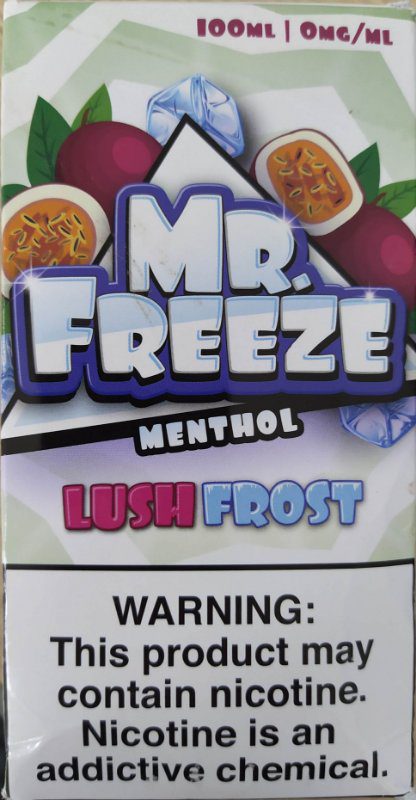 100ML | 0MG/ML
MR.
FREEZE
MENTHOL
LUSH FROST
WARNING:
This product may
contain nicotine.
Nicotine is an
addictive chemical.